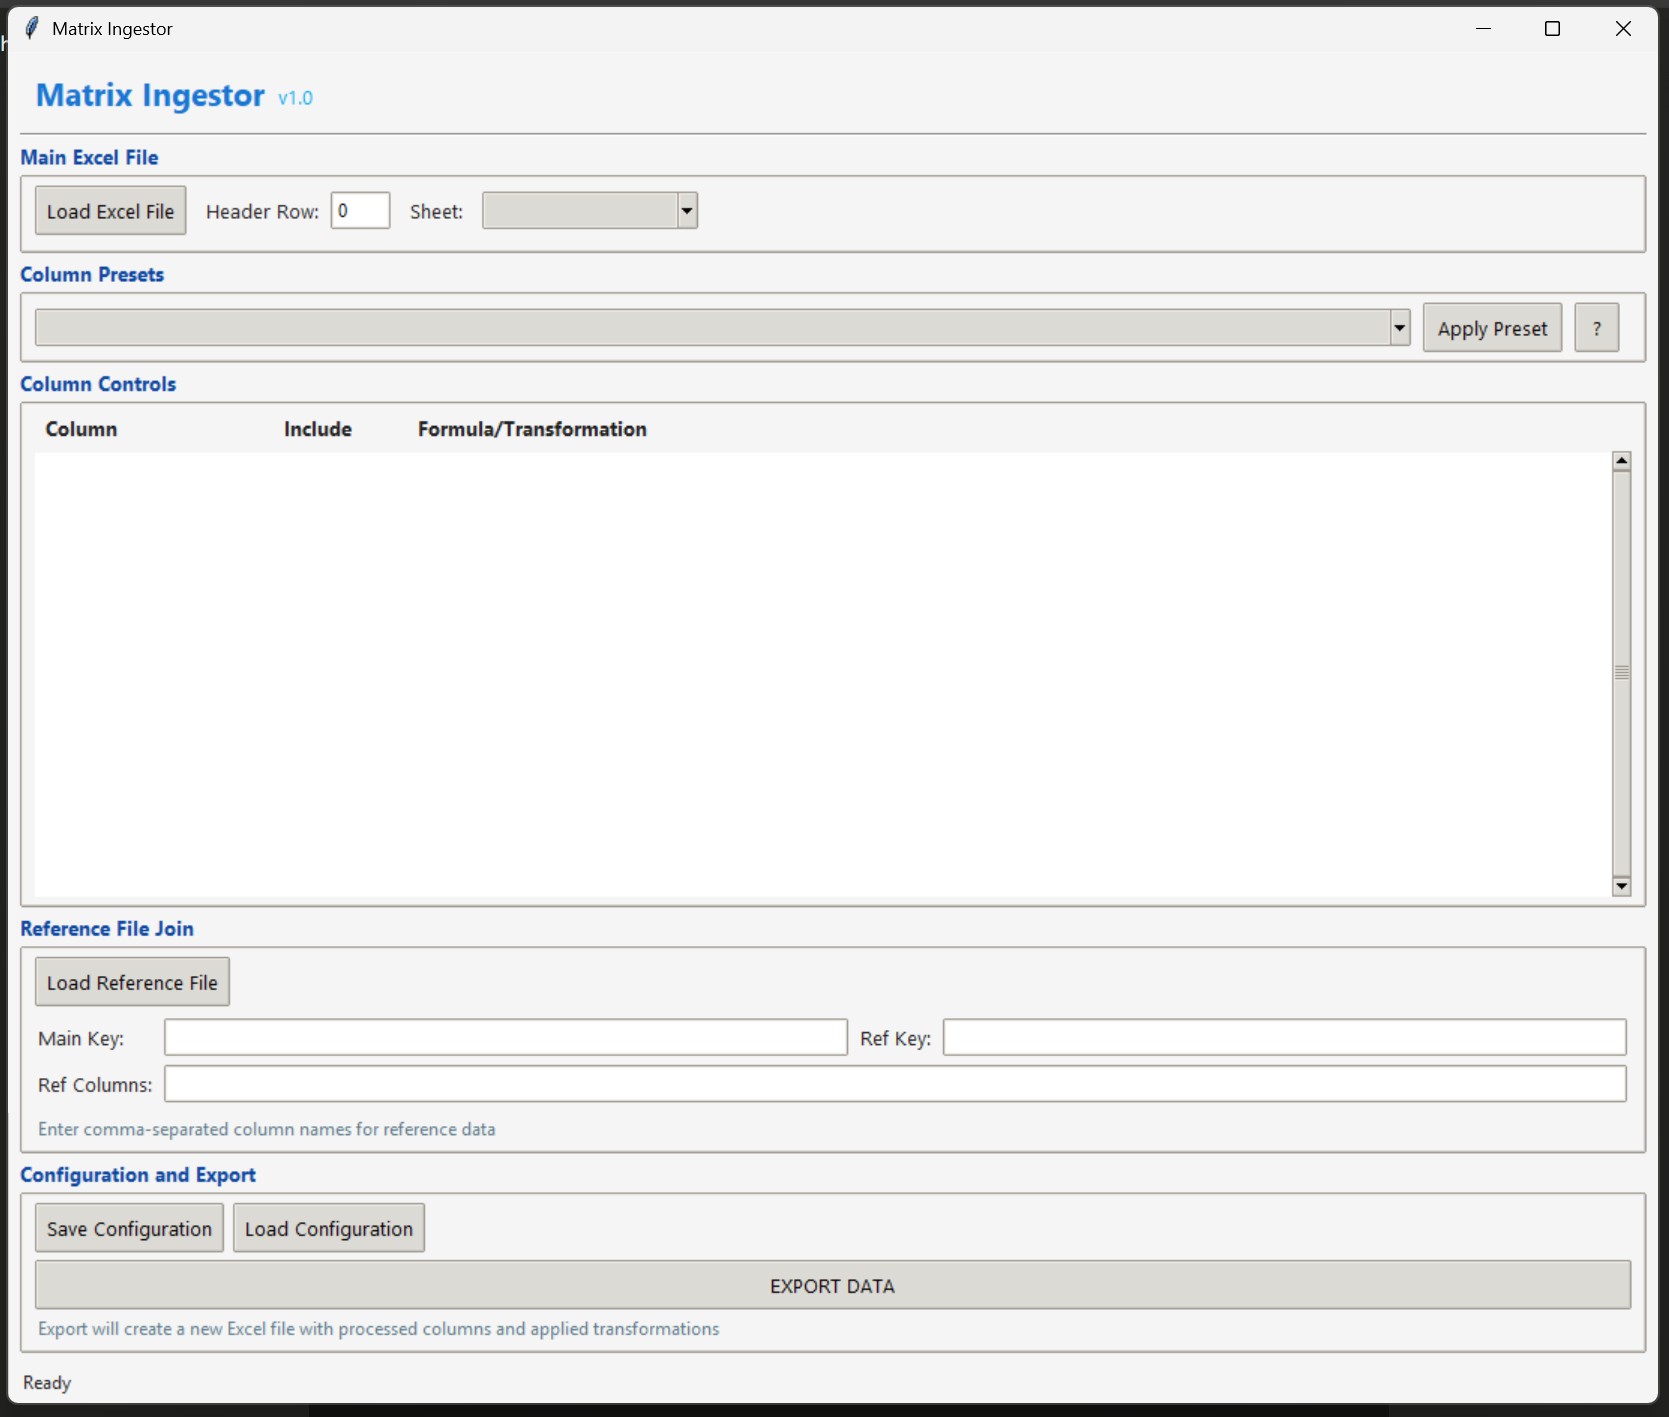 Matrix Ingestor
Matrix Ingestor v1.0
Main Excel File
Load Excel File Header Row: 0 Sheet:
Column Presets
Apply Preset ?
Column Controls
Column Include Formula/Transformation
Reference File Join
Load Reference File
Main Key: Ref Key:
Ref Columns:
Enter comma-separated column names for reference data
Configuration and Export
Save Configuration Load Configuration
EXPORT DATA
Export will create a new Excel file with processed columns and applied transformations
Ready